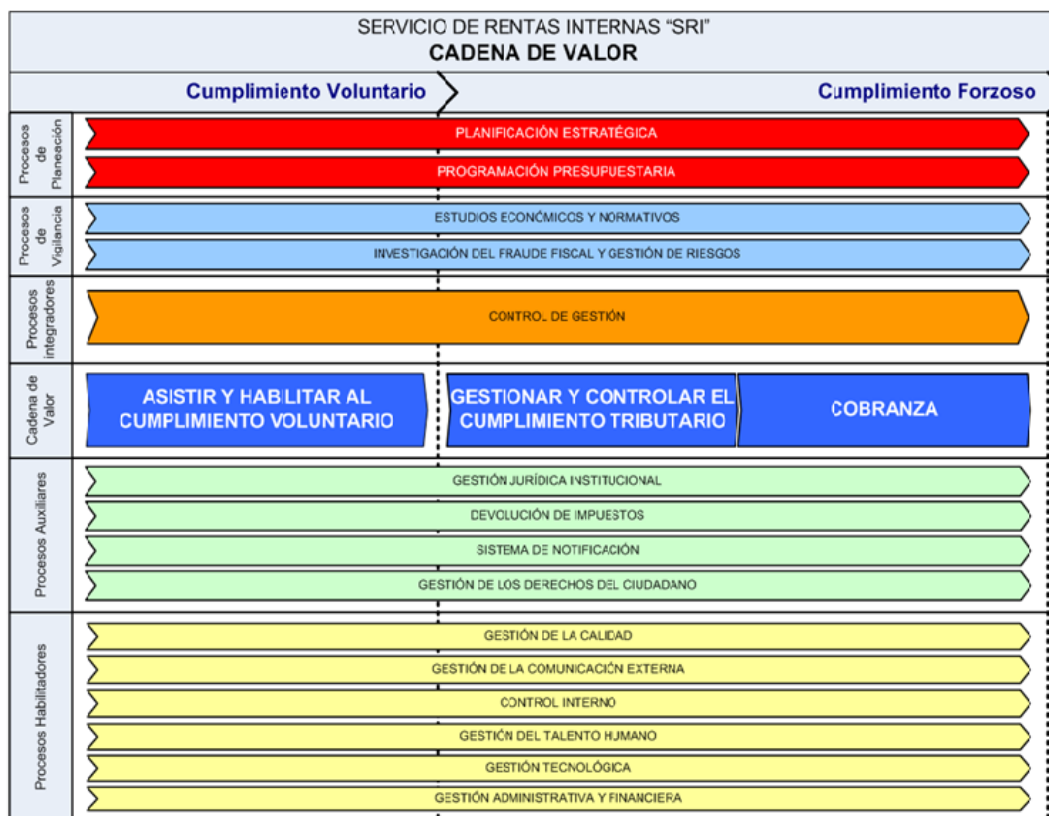 SERVICIO DE RENTAS INTERNAS "SRI"
CADENA DE VALOR
Cumplimiento Voluntario
Cumplimiento Forzoso
Procesos
de
Planeación
PLANIFICACIÓN ESTRATÉGICA
PROGRAMACIÓN PRESUPUESTARIA
Procesos
de
Vigilancia
ESTUDIOS ECONÓMICOS Y NORMATIVOS
INVESTIGACIÓN DEL FRAUDE FISCAL Y GESTIÓN DE RIESGOS
Procesos
integradores
CONTROL DE GESTIÓN
Cadena de
Valor
ASISTIR Y HABILITAR AL
CUMPLIMIENTO VOLUNTARIO
GESTIONAR Y CONTROLAR EL
CUMPLIMIENTO TRIBUTARIO
COBRANZA
Procesos Auxiliares
GESTIÓN JURÍDICA INSTITUCIONAL
DEVOLUCIÓN DE IMPUESTOS
SISTEMA DE NOTIFICACIÓN
GESTIÓN DE LOS DERECHOS DEL CIUDADANO
Procesos Habilitadores
GESTIÓN DE LA CALIDAD
GESTIÓN DE LA COMUNICACIÓN EXTERNA
CONTROL INTERNO
GESTIÓN DEL TALENTO HUMANO
GESTIÓN TECNOLÓGICA
GESTIÓN ADMINISTRATIVA Y FINANCIERA